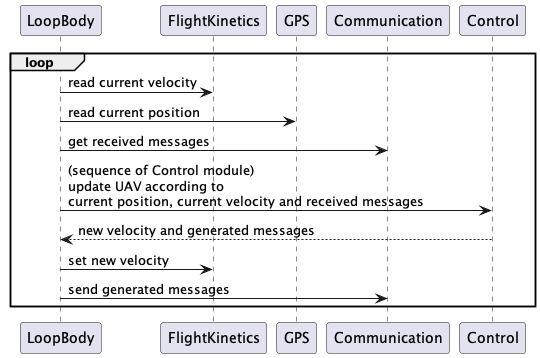 LoopBody FlightKinetics GPS Communication Control
loop
read current velocity
read current position
get received messages
(sequence of Control module)
update UAV according to
current position, current velocity and received messages
new velocity and generated messages
set new velocity
send generated messages
LoopBody FlightKinetics GPS Communication Control